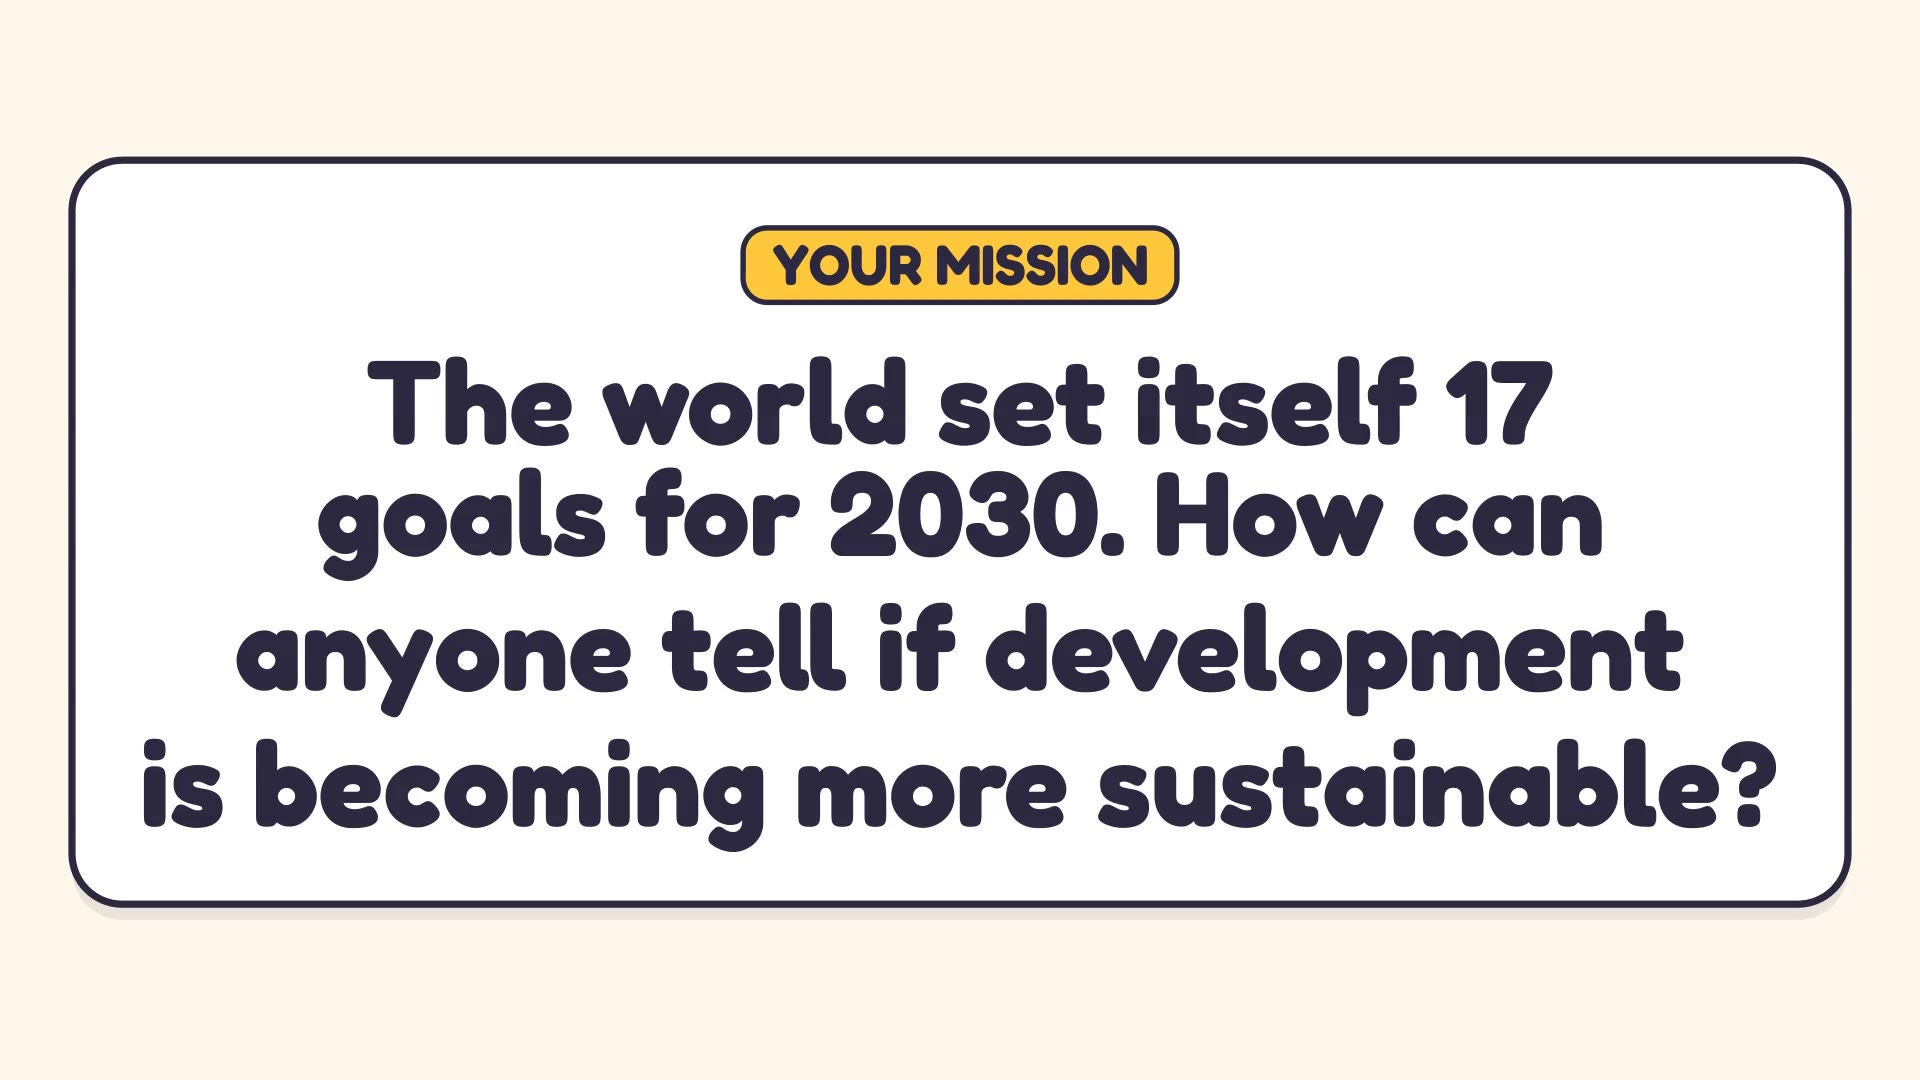 YOUR MISSION
The world set itself 17
goals for 2030. How can
anyone tell if development
is becoming more sustainable?